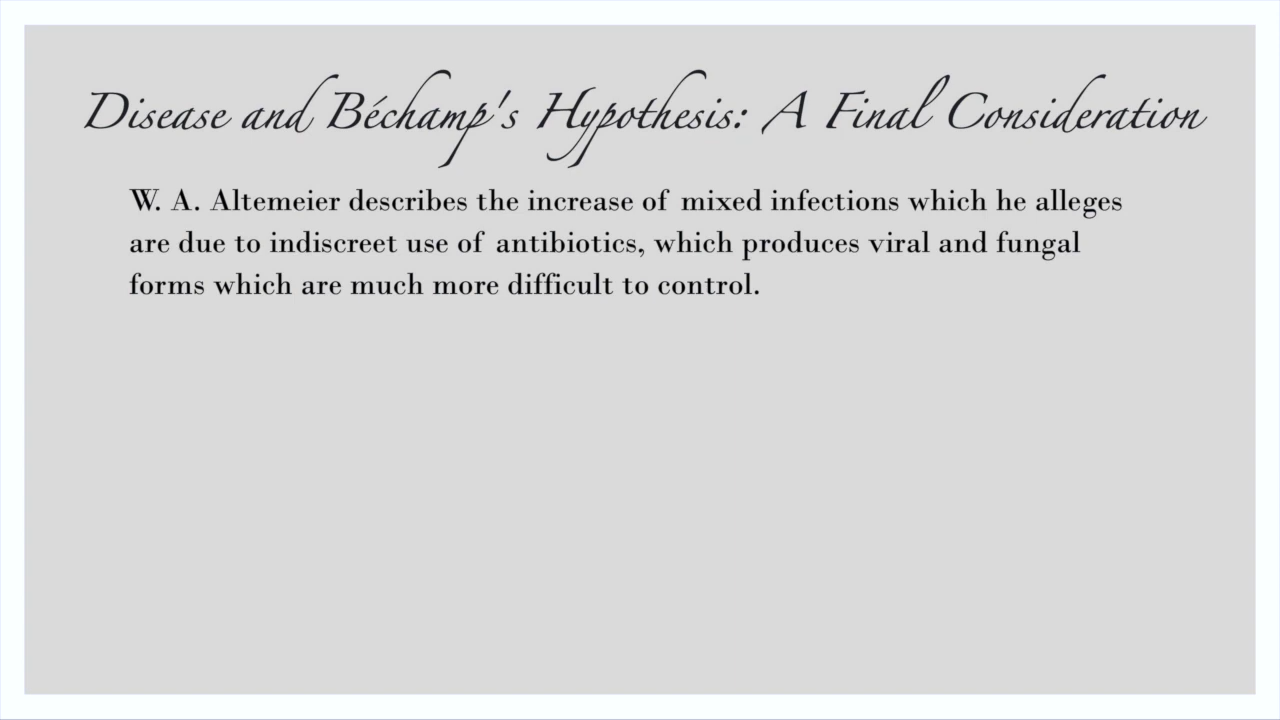 Disease and Béchamp's Hypothesis: A Final Consideration
W. A. Altemeier describes the increase of mixed infections which he alleges
are due to indiscreet use of antibiotics, which produces viral and fungal
forms which are much more difficult to control.